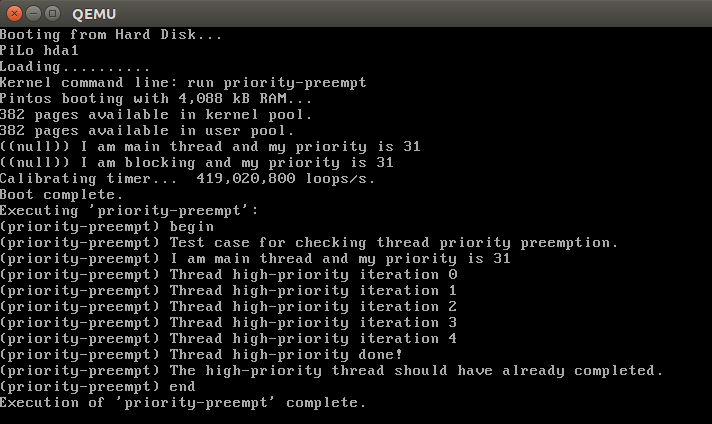 QEMU
Booting from Hard Disk...
PiLo hda1
Loading..........
Kernel command line: run priority-preempt
Pintos booting with 4,088 kB RAM...
382 pages available in kernel pool.
382 pages available in user pool.
((null)) I am main thread and my priority is 31
((null)) I am blocking and my priority is 31
Calibrating timer...  419,020,800 loops/s.
Boot complete.
Executing 'priority-preempt':
(priority-preempt) begin
(priority-preempt) Test case for checking thread priority preemption.
(priority-preempt) I am main thread and my priority is 31
(priority-preempt) Thread high-priority iteration 0
(priority-preempt) Thread high-priority iteration 1
(priority-preempt) Thread high-priority iteration 2
(priority-preempt) Thread high-priority iteration 3
(priority-preempt) Thread high-priority iteration 4
(priority-preempt) Thread high-priority done!
(priority-preempt) The high-priority thread should have already completed.
(priority-preempt) end
Execution of 'priority-preempt' complete.